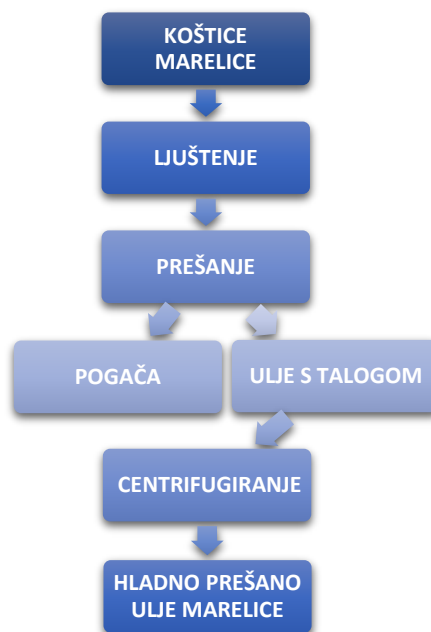 KOŠTICE
MARELICE
LJUŠTENJE
PREŠANJE
POGAČA
ULJE S TALOGOM
CENTRIFUGIRANJE
HLADNO PREŠANO
ULJE MARELICE